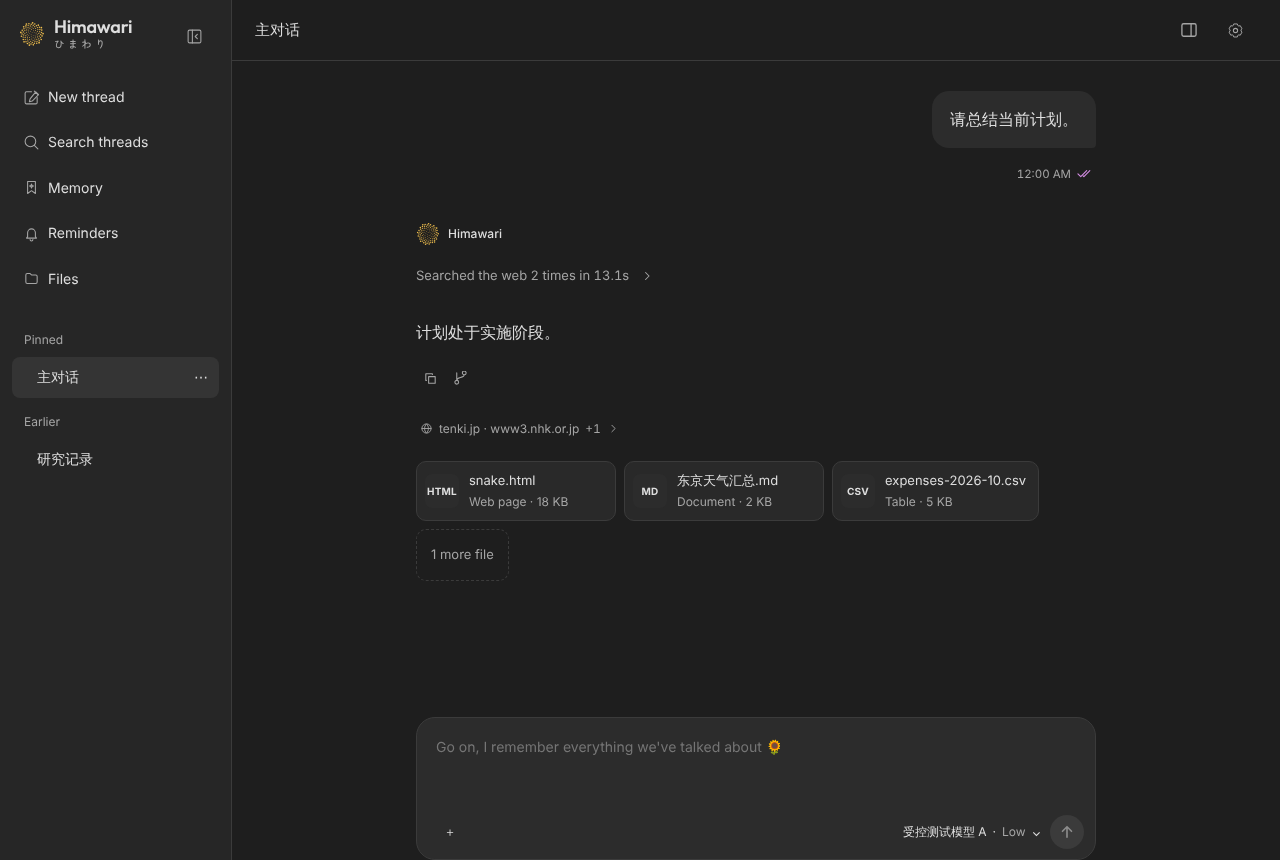 Himawari
ひまわり
主对话
New thread
Search threads
Memory
Reminders
Files
Pinned
主对话
Earlier
研究记录
请总结当前计划。
12:00 AM
Himawari
Searched the web 2 times in 13.1s
计划处于实施阶段。
tenki.jp · www3.nhk.or.jp +1
HTML
snake.html
Web page · 18 KB
MD
东京天气汇总.md
Document · 2 KB
CSV
expenses-2026-10.csv
Table · 5 KB
1 more file
Go on, I remember everything we've talked about 🌻
+
受控测试模型 A · Low